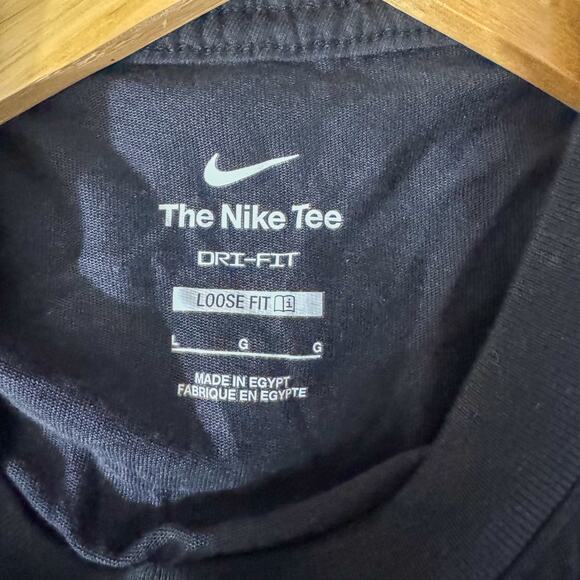 The Nike Tee
DRI-FIT
LOOSE FIT
L G G
MADE IN EGYPT
FABRIQUE EN EGYPTE